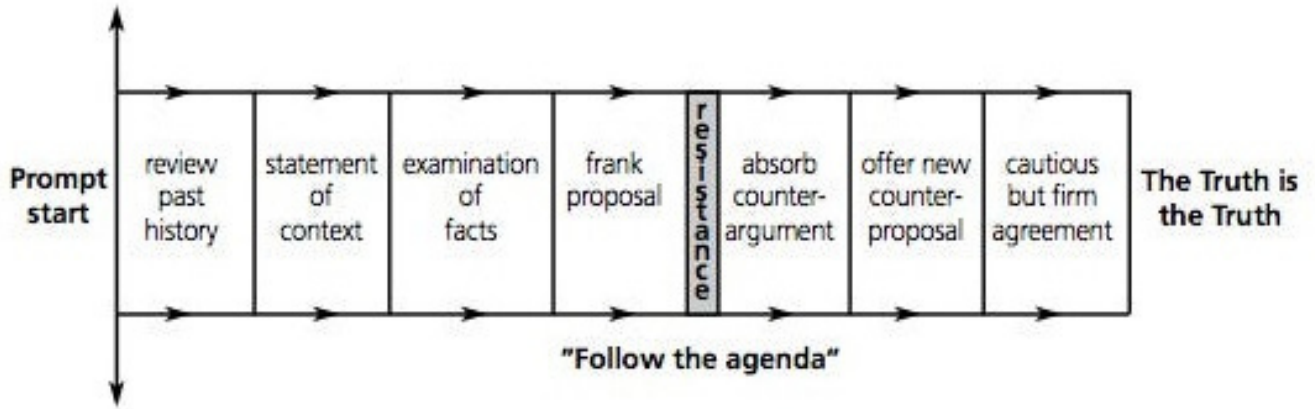 Prompt
start
review
past
history
statement
of
context
examination
of
facts
frank
proposal
resistance
absorb
counter-
argument
offer new
counter-
proposal
cautious
but firm
agreement
The Truth is
the Truth
"Follow the agenda"